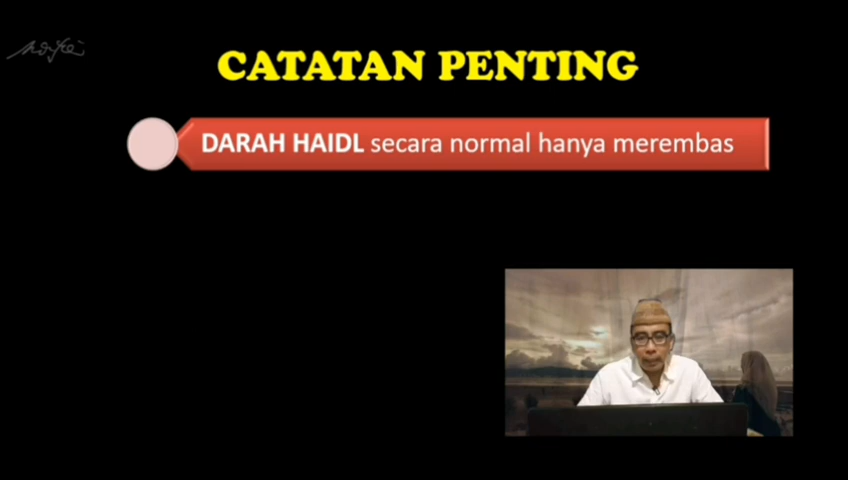 CATATAN PENTING
DARAH HAIDL secara normal hanya merembas